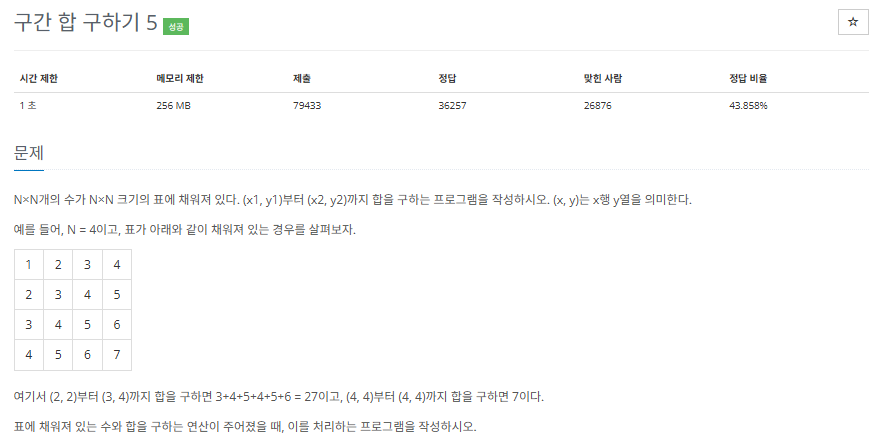 구간 합 구하기 5 성공
☆
시간 제한 메모리 제한 제출 정답 맞힌 사람 정답 비율
1 초 256 MB 79433 36257 26876 43.858%
문제
N×N개의 수가 N×N 크기의 표에 채워져 있다. (x1, y1)부터 (x2, y2)까지 합을 구하는 프로그램을 작성하시오. (x, y)는 x행 y열을 의미한다.
예를 들어, N = 4이고, 표가 아래와 같이 채워져 있는 경우를 살펴보자.
1 2 3 4
2 3 4 5
3 4 5 6
4 5 6 7
여기서 (2, 2)부터 (3, 4)까지 합을 구하면 3+4+5+4+5+6 = 27이고, (4, 4)부터 (4, 4)까지 합을 구하면 7이다.
표에 채워져 있는 수와 합을 구하는 연산이 주어졌을 때, 이를 처리하는 프로그램을 작성하시오.